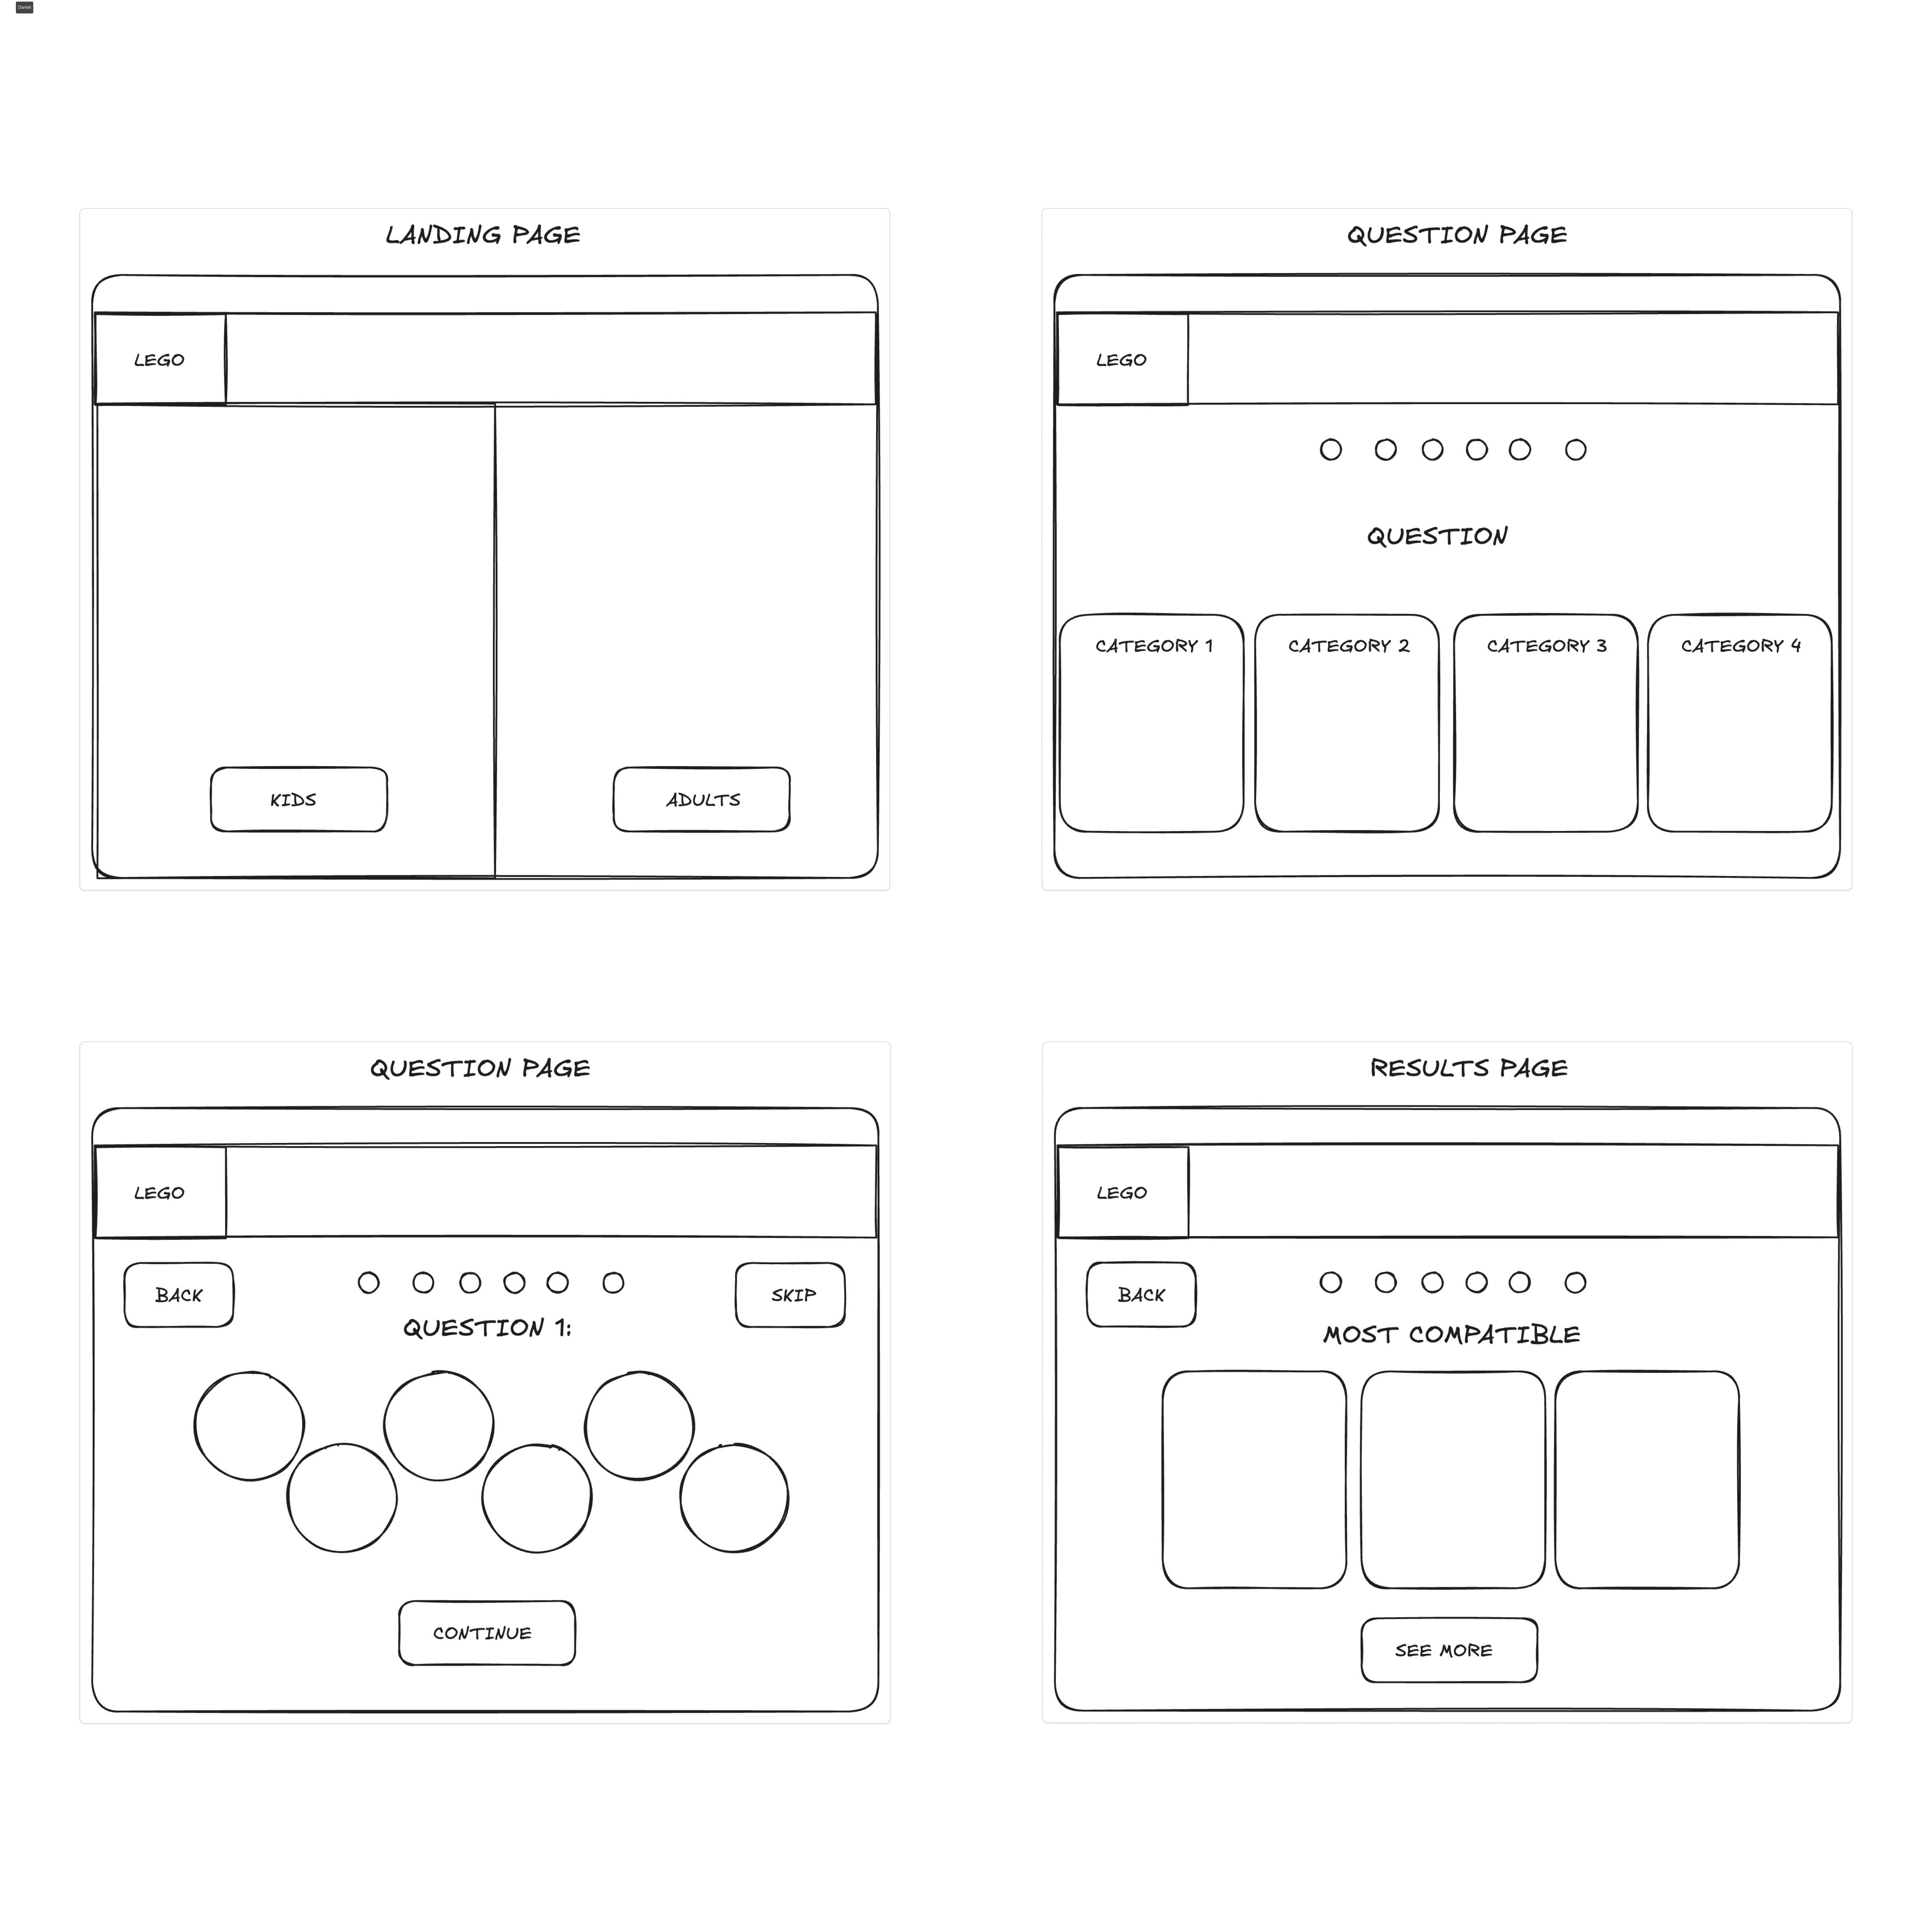 Daniel
LANDING PAGE
LEGO
KIDS
ADULTS
QUESTION PAGE
LEGO
QUESTION
CATEGORY 1
CATEGORY 2
CATEGORY 3
CATEGORY 4
QUESTION PAGE
LEGO
BACK
SKIP
QUESTION 1:
CONTINUE
RESULTS PAGE
LEGO
BACK
MOST COMPATIBLE
SEE MORE